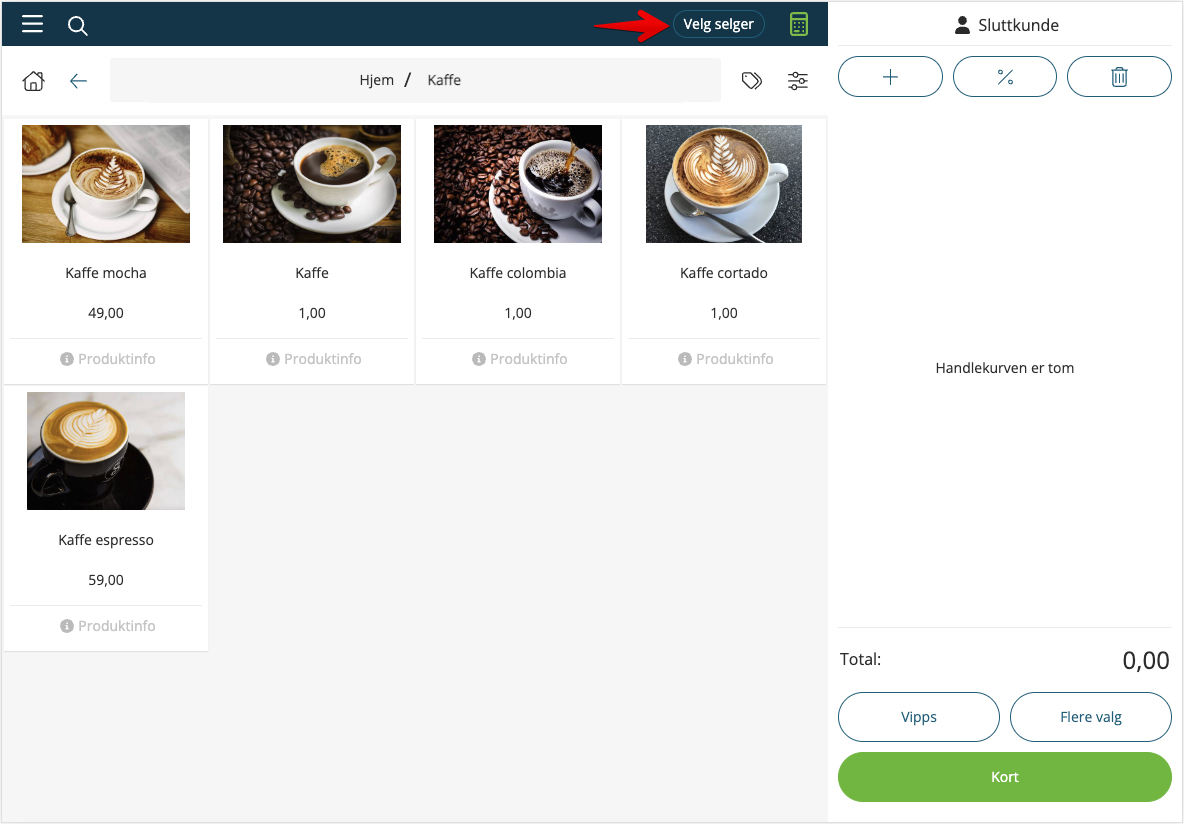 Velg selger
Sluttkunde
Hjem / Kaffe
Kaffe mocha
49,00
Produktinfo
Kaffe
1,00
Produktinfo
Kaffe colombia
1,00
Produktinfo
Kaffe cortado
1,00
Produktinfo
Kaffe espresso
59,00
Produktinfo
Handlekurven er tom
Total: 0,00
Vipps
Flere valg
Kort